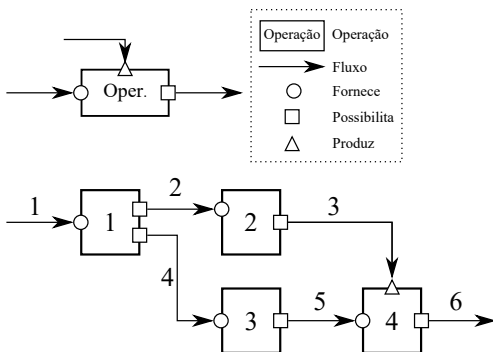 Oper.
Operação Operação
Fluxo
Fornece
Possibilita
Produz
1
1
2
2
3
4
3
5
4
6